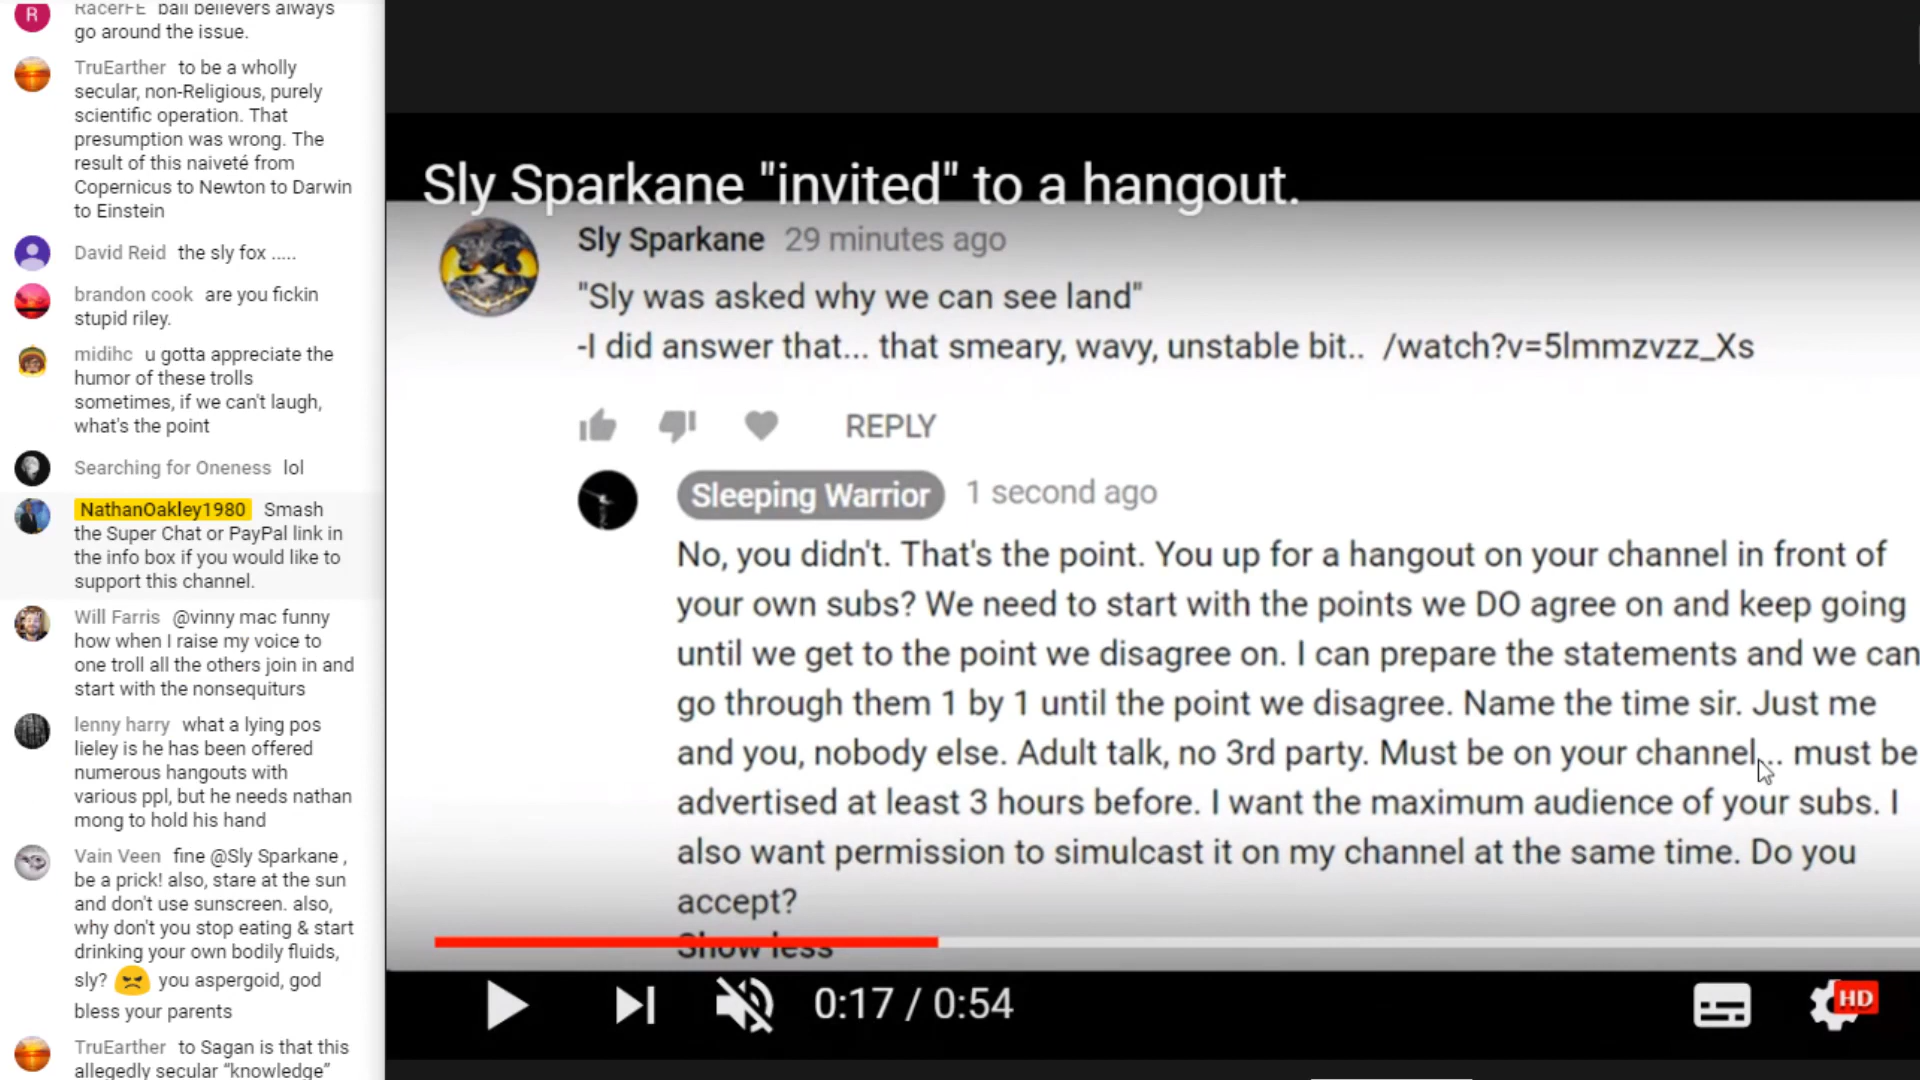 R
RacerFE ball believers always
go around the issue.
TruEarther to be a wholly
secular, non-Religious, purely
scientific operation. That
presumption was wrong. The
result of this naiveté from
Copernicus to Newton to Darwin
to Einstein
David Reid the sly fox .....
brandon cook are you fickin
stupid riley.
midihc u gotta appreciate the
humor of these trolls
sometimes, if we can't laugh,
what's the point
Searching for Oneness lol
NathanOakley1980 Smash
the Super Chat or PayPal link in
the info box if you would like to
support this channel.
Will Farris @vinny mac funny
how when I raise my voice to
one troll all the others join in and
start with the nonsequiturs
lenny harry what a lying pos
lieley is he has been offered
numerous hangouts with
various ppl, but he needs nathan
mong to hold his hand
Vain Veen fine @Sly Sparkane ,
be a prick! also, stare at the sun
and don't use sunscreen. also,
why don't you stop eating & start
drinking your own bodily fluids,
sly? you aspergoid, god
bless your parents
TruEarther to Sagan is that this
allegedly secular “knowledge”
Sly Sparkane "invited" to a hangout.
Sly Sparkane 29 minutes ago
"Sly was asked why we can see land"
-I did answer that... that smeary, wavy, unstable bit.. /watch?v=5lmmzvzz_Xs
REPLY
Sleeping Warrior 1 second ago
No, you didn't. That's the point. You up for a hangout on your channel in front of
your own subs? We need to start with the points we DO agree on and keep going
until we get to the point we disagree on. I can prepare the statements and we can
go through them 1 by 1 until the point we disagree. Name the time sir. Just me
and you, nobody else. Adult talk, no 3rd party. Must be on your channel... must be
advertised at least 3 hours before. I want the maximum audience of your subs. I
also want permission to simulcast it on my channel at the same time. Do you
accept?
Show less
0:17 / 0:54
HD